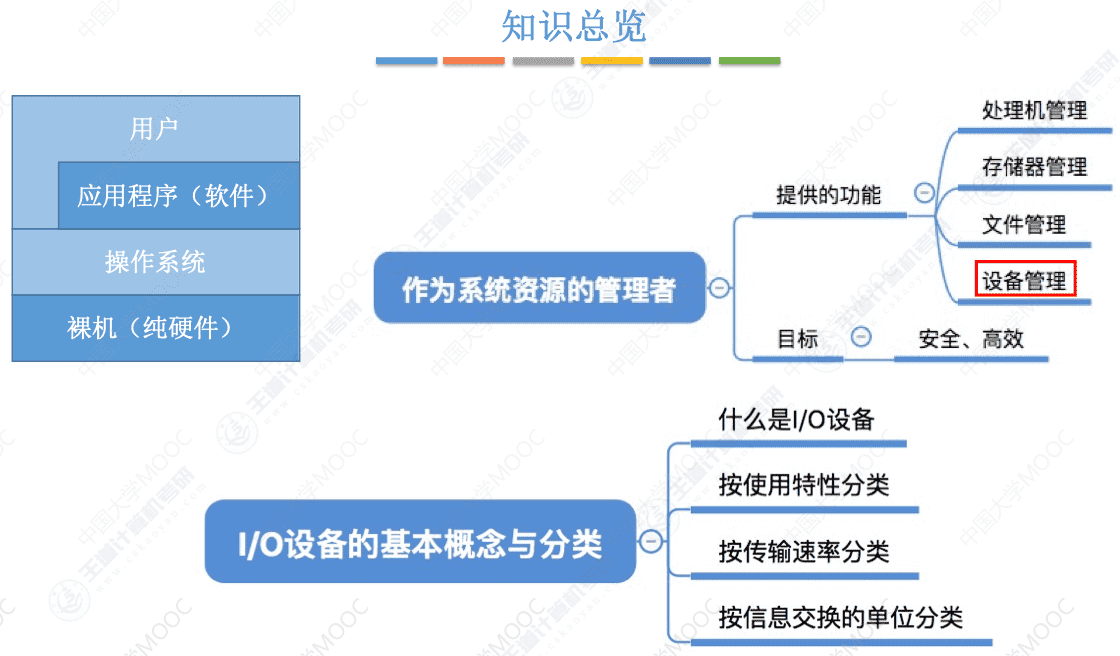 知识总览
用户
应用程序（软件）
操作系统
裸机（纯硬件）
作为系统资源的管理者
提供的功能
处理机管理
存储器管理
文件管理
设备管理
目标
安全、高效
I/O设备的基本概念与分类
什么是I/O设备
按使用特性分类
按传输速率分类
按信息交换的单位分类
中国大学MOOC
王道计算机考研